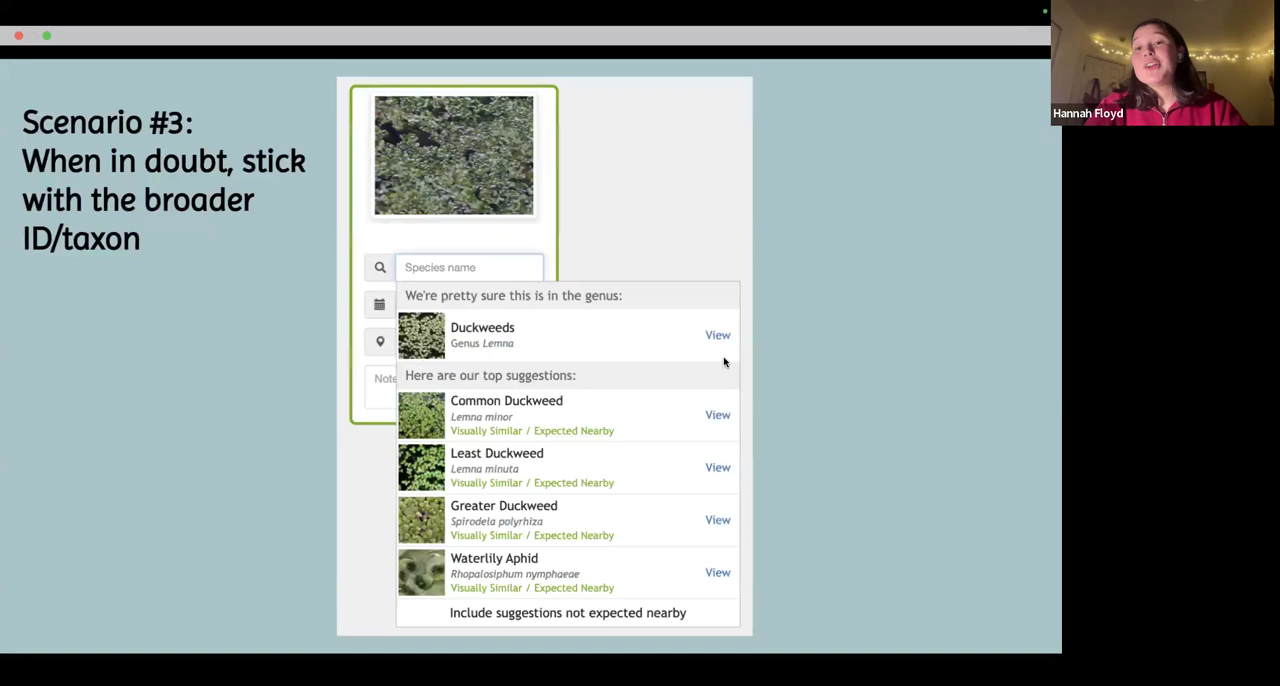 Scenario #3:
When in doubt, stick
with the broader
ID/taxon
Species name
We're pretty sure this is in the genus:
Duckweeds
Genus Lemna
View
Here are our top suggestions:
Common Duckweed
Lemna minor
Visually Similar / Expected Nearby
View
Least Duckweed
Lemna minuta
Visually Similar / Expected Nearby
View
Greater Duckweed
Spirodela polyrhiza
Visually Similar / Expected Nearby
View
Waterlily Aphid
Rhopalosiphum nymphaeae
Visually Similar / Expected Nearby
View
Include suggestions not expected nearby
Note
Hannah Floyd